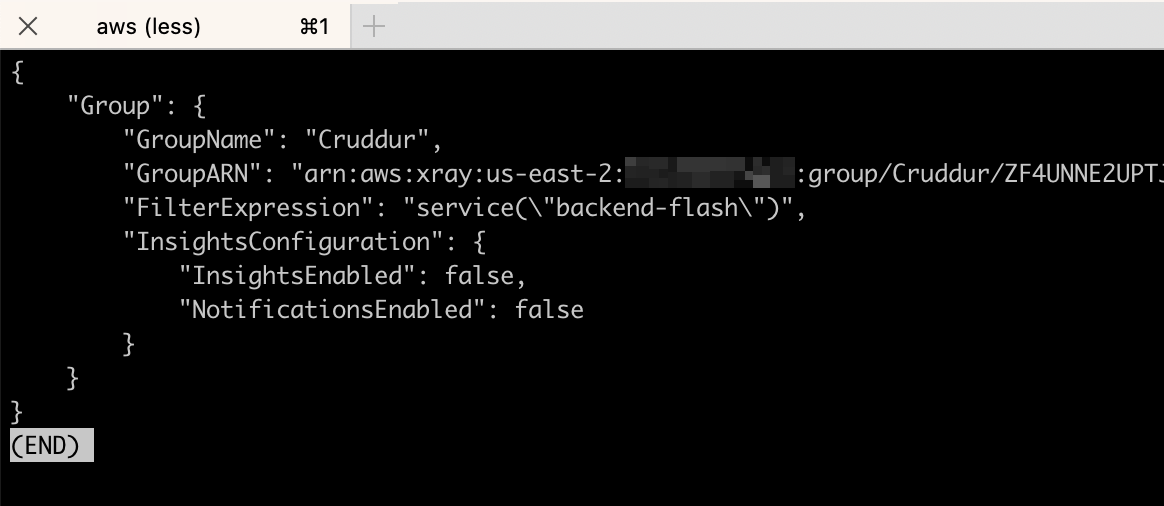 aws (less) ⌘1
{
    "Group": {
        "GroupName": "Cruddur",
        "GroupARN": "arn:aws:xray:us-east-2: :group/Cruddur/ZF4UNNE2UPTJ
        "FilterExpression": "service(\"backend-flash\")",
        "InsightsConfiguration": {
            "InsightsEnabled": false,
            "NotificationsEnabled": false
        }
    }
}
(END)